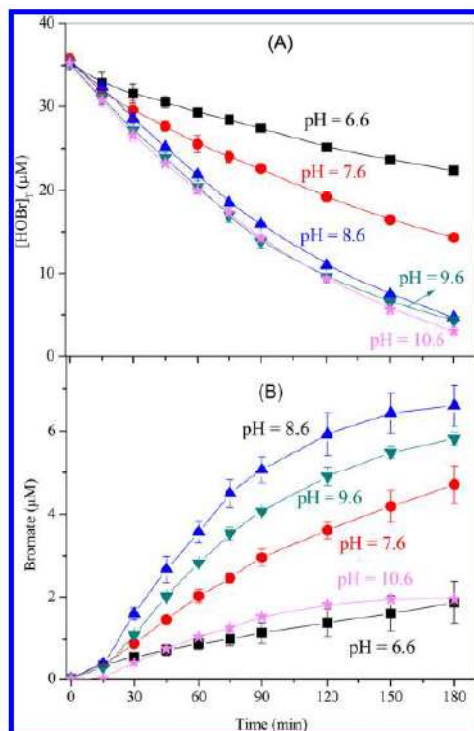 (A)
40
30
20
10
0
[HOBr]T (μM)
pH = 6.6
pH = 7.6
pH = 8.6
pH = 9.6
pH = 10.6
(B)
6
4
2
0
Bromate (μM)
pH = 8.6
pH = 9.6
pH = 7.6
pH = 10.6
pH = 6.6
0 30 60 90 120 150 180
Time (min)